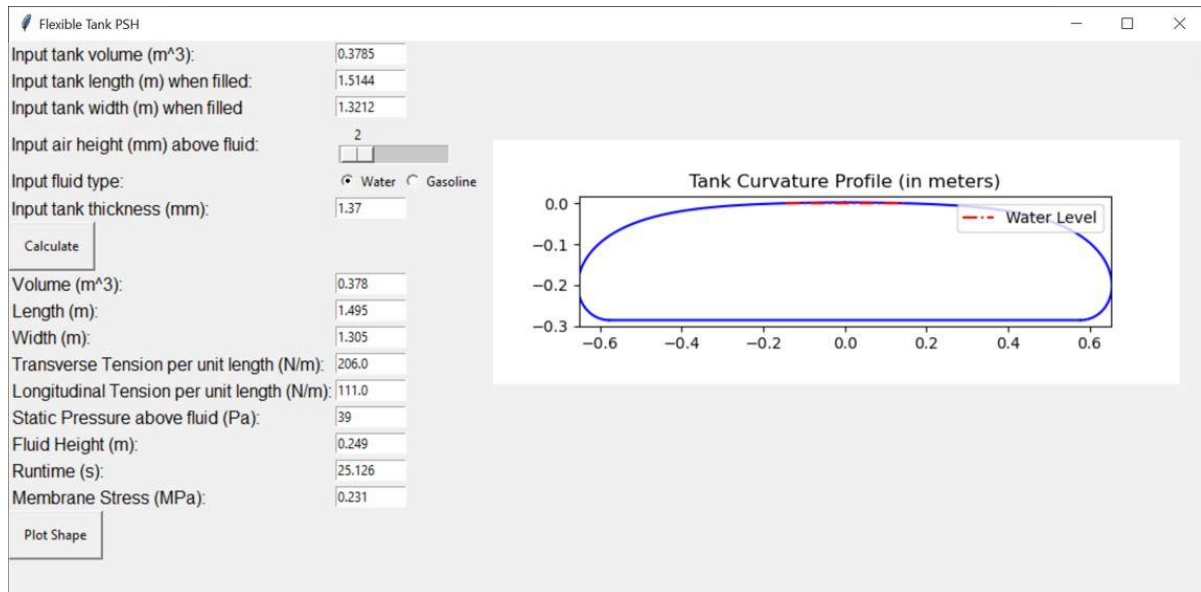 Flexible Tank PSH
Input tank volume (m^3): 0.3785
Input tank length (m) when filled: 1.5144
Input tank width (m) when filled 1.3212
2
Input air height (mm) above fluid:
Input fluid type: Water Gasoline
Input tank thickness (mm): 1.37
Calculate
Volume (m^3): 0.378
Length (m): 1.495
Width (m): 1.305
Transverse Tension per unit length (N/m): 206.0
Longitudinal Tension per unit length (N/m): 111.0
Static Pressure above fluid (Pa): 39
Fluid Height (m): 0.249
Runtime (s): 25.126
Membrane Stress (MPa): 0.231
Plot Shape
Tank Curvature Profile (in meters)
Water Level
0.0
−0.1
−0.2
−0.3
−0.6 −0.4 −0.2 0.0 0.2 0.4 0.6